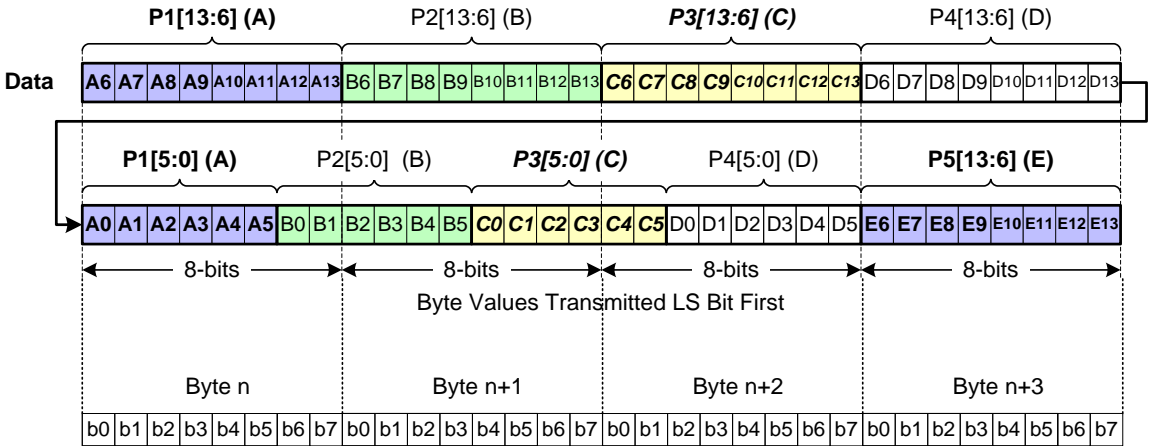 P1[13:6] (A) P2[13:6] (B) P3[13:6] (C) P4[13:6] (D)
Data A6 A7 A8 A9 A10 A11 A12 A13 B6 B7 B8 B9 B10 B11 B12 B13 C6 C7 C8 C9 C10 C11 C12 C13 D6 D7 D8 D9 D10 D11 D12 D13
P1[5:0] (A) P2[5:0] (B) P3[5:0] (C) P4[5:0] (D) P5[13:6] (E)
A0 A1 A2 A3 A4 A5 B0 B1 B2 B3 B4 B5 C0 C1 C2 C3 C4 C5 D0 D1 D2 D3 D4 D5 E6 E7 E8 E9 E10 E11 E12 E13
8-bits 8-bits 8-bits 8-bits
Byte Values Transmitted LS Bit First
Byte n Byte n+1 Byte n+2 Byte n+3
b0 b1 b2 b3 b4 b5 b6 b7 b0 b1 b2 b3 b4 b5 b6 b7 b0 b1 b2 b3 b4 b5 b6 b7 b0 b1 b2 b3 b4 b5 b6 b7